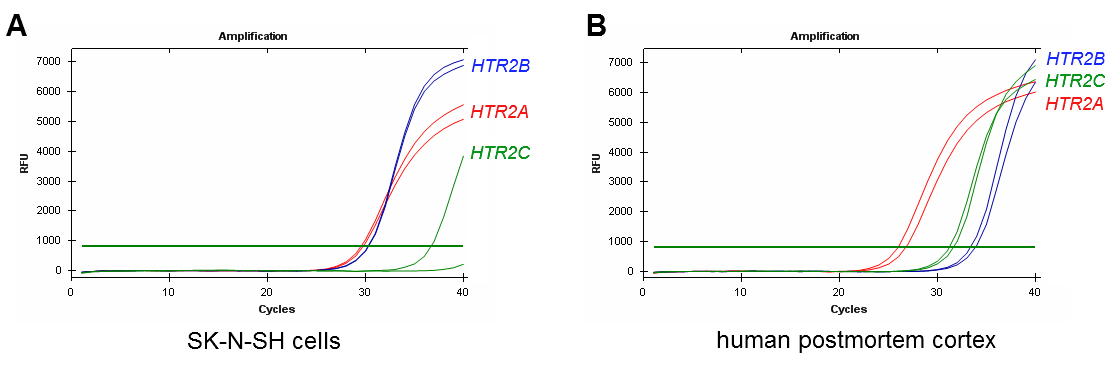 A
Amplification
7000
6000
5000
4000
3000
2000
1000
0
RFU
0 10 20 30 40
Cycles
HTR2B
HTR2A
HTR2C
SK-N-SH cells
B
Amplification
7000
6000
5000
4000
3000
2000
1000
0
RFU
0 10 20 30 40
Cycles
HTR2B
HTR2C
HTR2A
human postmortem cortex